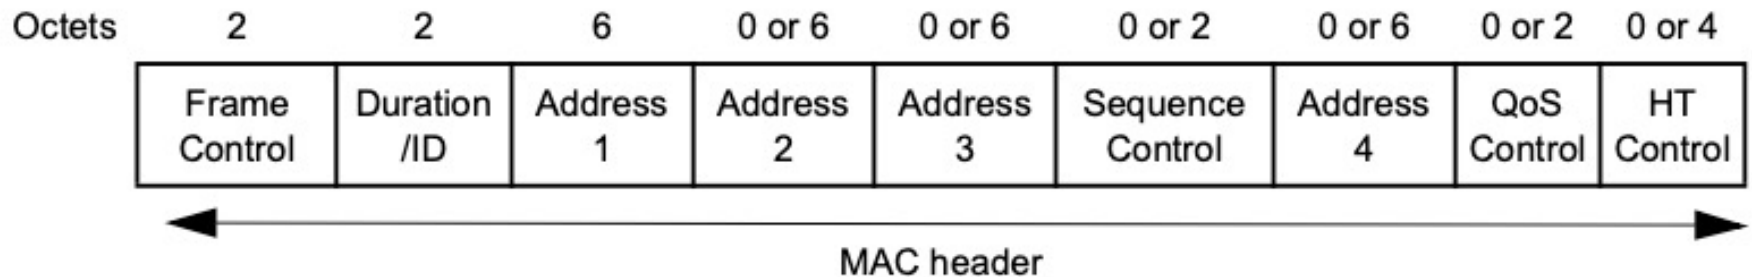 Octets 2 2 6 0 or 6 0 or 6 0 or 2 0 or 6 0 or 2 0 or 4
Frame Control Duration /ID Address 1 Address 2 Address 3 Sequence Control Address 4 QoS Control HT Control
MAC header